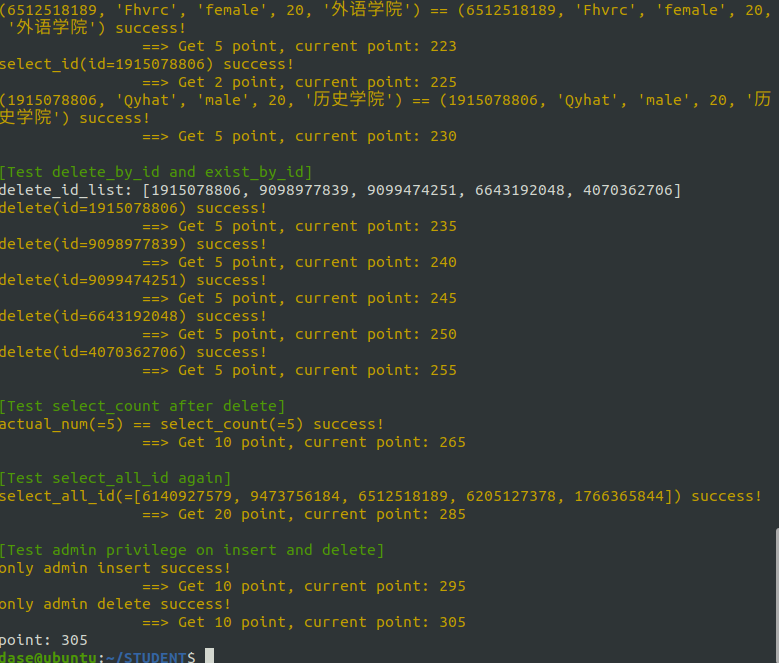 (6512518189, 'Fhvrc', 'female', 20, '外语学院') == (6512518189, 'Fhvrc', 'female', 20,
 '外语学院') success!
                ==> Get 5 point, current point: 223
select_id(id=1915078806) success!
                ==> Get 2 point, current point: 225
(1915078806, 'Qyhat', 'male', 20, '历史学院') == (1915078806, 'Qyhat', 'male', 20, '历
史学院') success!
                ==> Get 5 point, current point: 230

[Test delete_by_id and exist_by_id]
delete_id_list: [1915078806, 9098977839, 9099474251, 6643192048, 4070362706]
delete(id=1915078806) success!
                ==> Get 5 point, current point: 235
delete(id=9098977839) success!
                ==> Get 5 point, current point: 240
delete(id=9099474251) success!
                ==> Get 5 point, current point: 245
delete(id=6643192048) success!
                ==> Get 5 point, current point: 250
delete(id=4070362706) success!
                ==> Get 5 point, current point: 255

[Test select_count after delete]
actual_num(=5) == select_count(=5) success!
                ==> Get 10 point, current point: 265

[Test select_all_id again]
select_all_id(=[6140927579, 9473756184, 6512518189, 6205127378, 1766365844]) success!
                ==> Get 20 point, current point: 285

[Test admin privilege on insert and delete]
only admin insert success!
                ==> Get 10 point, current point: 295
only admin delete success!
                ==> Get 10 point, current point: 305
point: 305
dase@ubuntu:~/STUDENT$